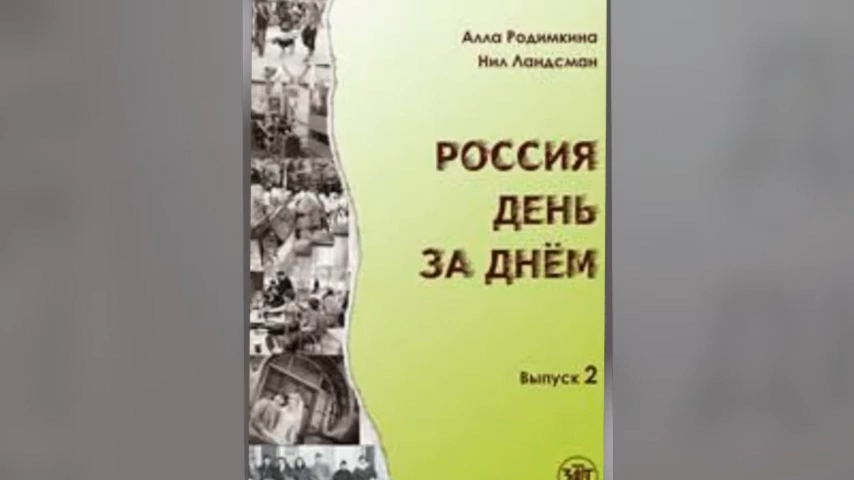 Алла Родимкина
Нил Ландсман
РОССИЯ
ДЕНЬ
ЗА ДНЁМ
Выпуск 2